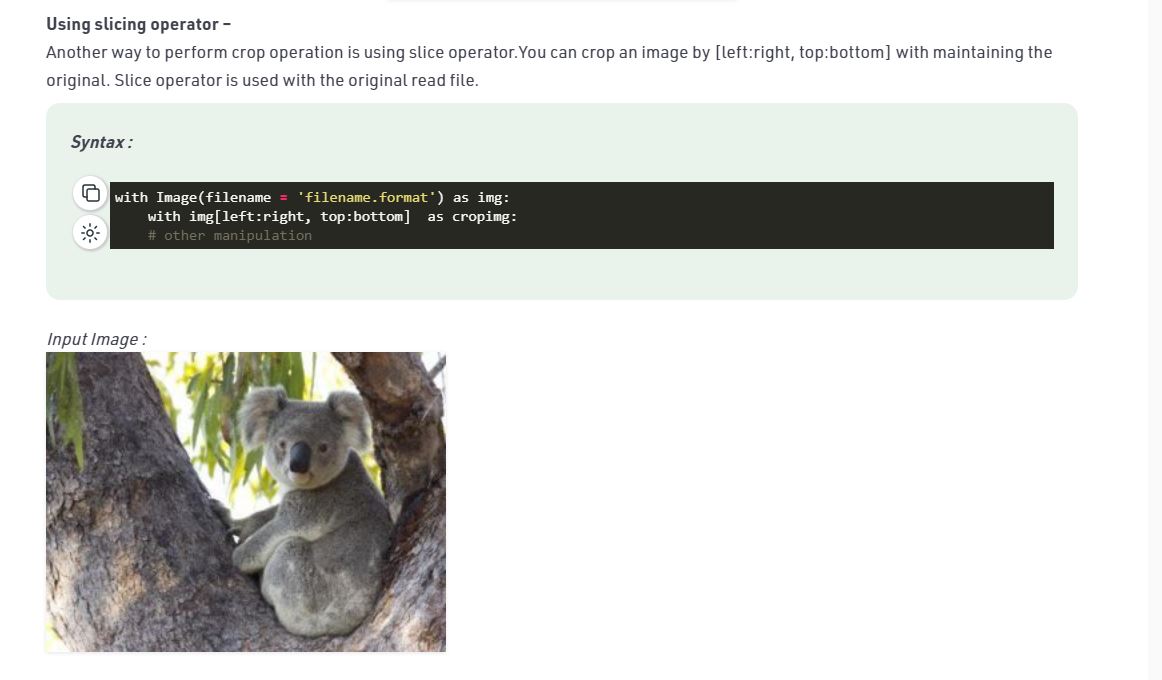 Using slicing operator –
Another way to perform crop operation is using slice operator.You can crop an image by [left:right, top:bottom] with maintaining the
original. Slice operator is used with the original read file.
Syntax :
with Image(filename = 'filename.format') as img:
    with img[left:right, top:bottom]  as cropimg:
    # other manipulation
Input Image :